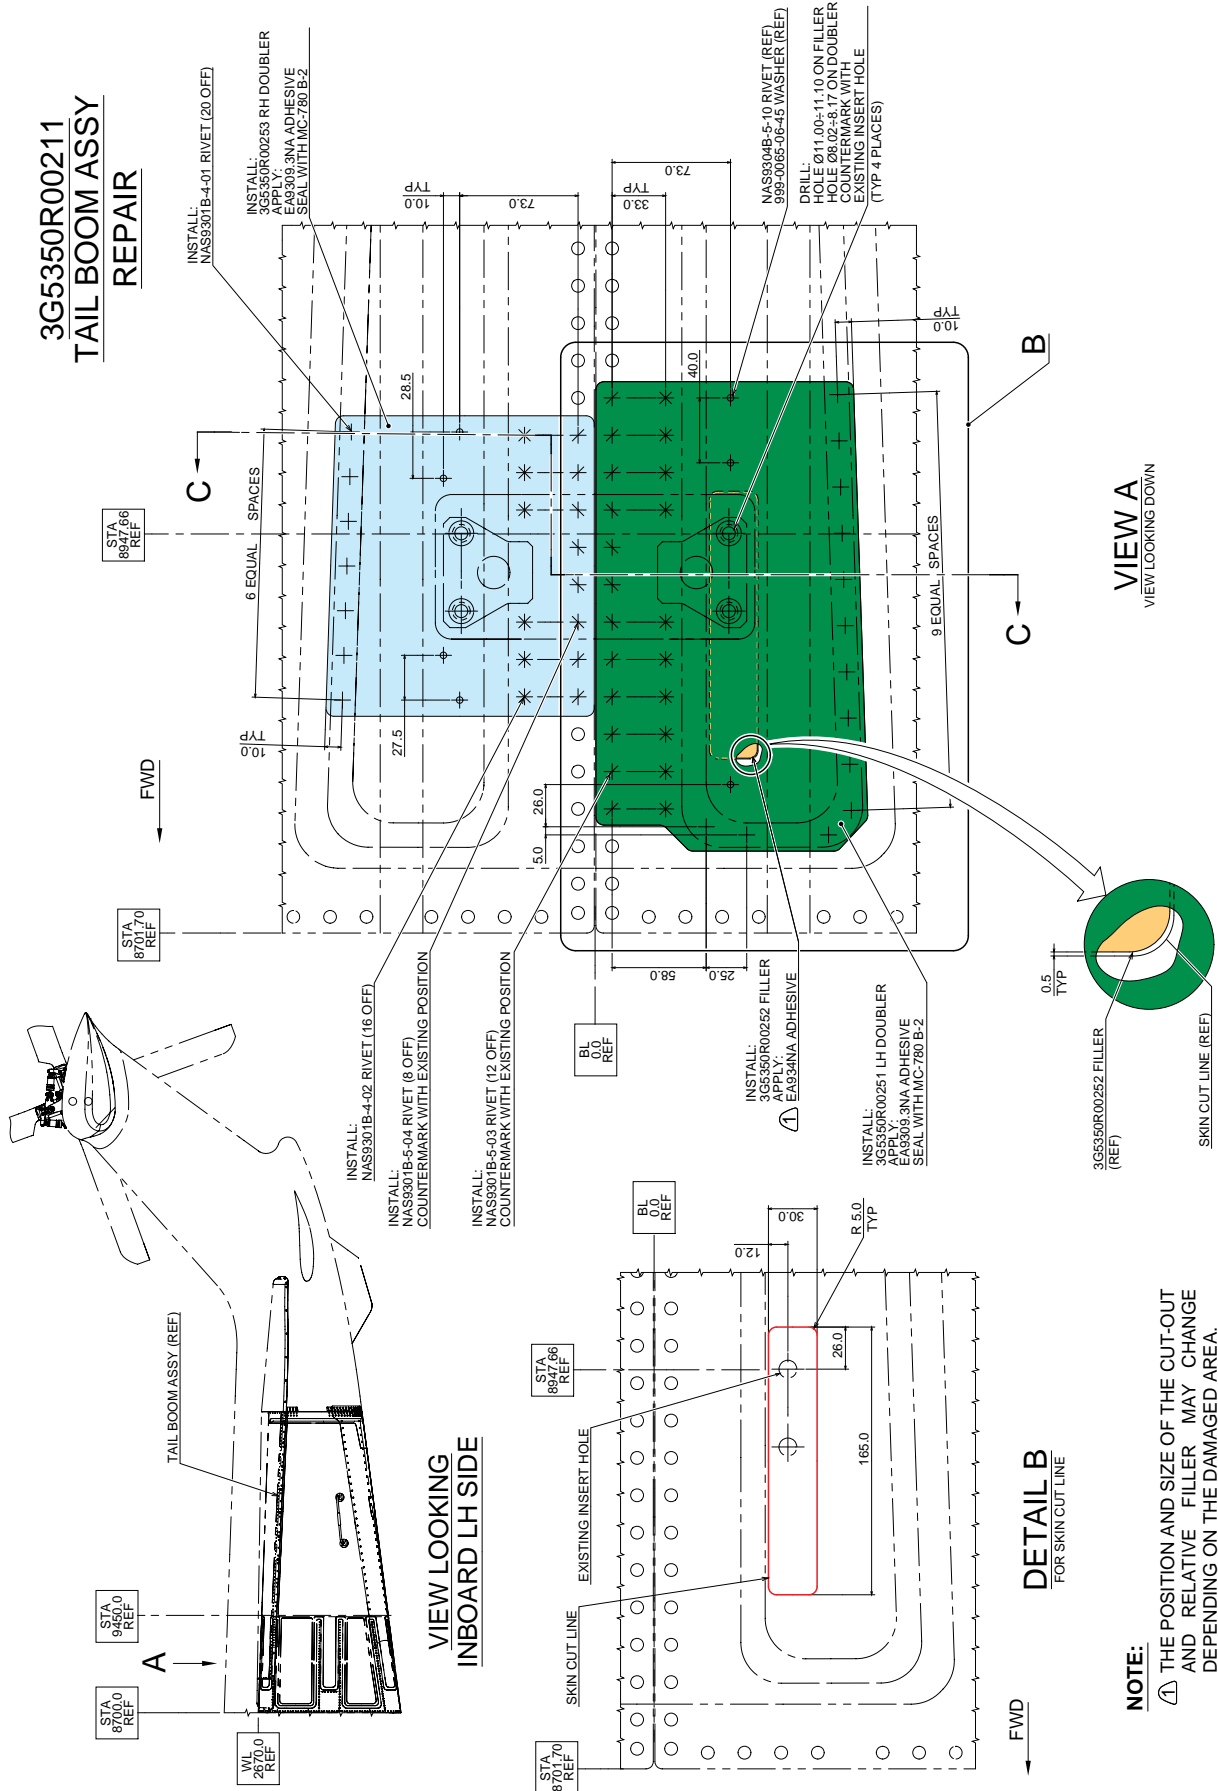 3G5350R00211
TAIL BOOM ASSY
REPAIR
STA
8700.0
REF
STA
9450.0
REF
A
WL
2670.0
REF
TAIL BOOM ASSY (REF)
VIEW LOOKING
INBOARD LH SIDE
STA
8701.70
REF
FWD
STA
8947.66
REF
C
6 EQUAL SPACES
10.0
TYP
27.5
28.5
10.0
TYP
73.0
INSTALL:
NAS9301B-4-01 RIVET (20 OFF)
INSTALL:
3G5350R00253 RH DOUBLER
APPLY:
EA9309.3NA ADHESIVE
SEAL WITH MC-780 B-2
INSTALL:
NAS9301B-4-02 RIVET (16 OFF)
INSTALL:
NAS9301B-5-04 RIVET (8 OFF)
COUNTERMARK WITH EXISTING POSITION
INSTALL:
NAS9301B-5-03 RIVET (12 OFF)
COUNTERMARK WITH EXISTING POSITION
BL
0.0
REF
5.0
26.0
58.0
25.0
33.0
TYP
73.0
40.0
NAS9304B-5-10 RIVET (REF)
999-0065-06-45 WASHER (REF)
DRILL:
HOLE Ø11.00÷11.10 ON FILLER
HOLE Ø8.02÷8.17 ON DOUBLER
COUNTERMARK WITH
EXISTING INSERT HOLE
(TYP 4 PLACES)
10.0
TYP
9 EQUAL SPACES
B
C
INSTALL:
3G5350R00252 FILLER
APPLY:
1 EA934NA ADHESIVE
INSTALL:
3G5350R00251 LH DOUBLER
APPLY:
EA9309.3NA ADHESIVE
SEAL WITH MC-780 B-2
VIEW A
VIEW LOOKING DOWN
0.5
TYP
3G5350R00252 FILLER
(REF)
SKIN CUT LINE (REF)
STA
8701.70
REF
FWD
SKIN CUT LINE
EXISTING INSERT HOLE
STA
8947.66
REF
BL
0.0
REF
12.0
30.0
R 5.0
TYP
26.0
165.0
DETAIL B
FOR SKIN CUT LINE
NOTE:
1 THE POSITION AND SIZE OF THE CUT-OUT
AND RELATIVE FILLER MAY CHANGE
DEPENDING ON THE DAMAGED AREA.